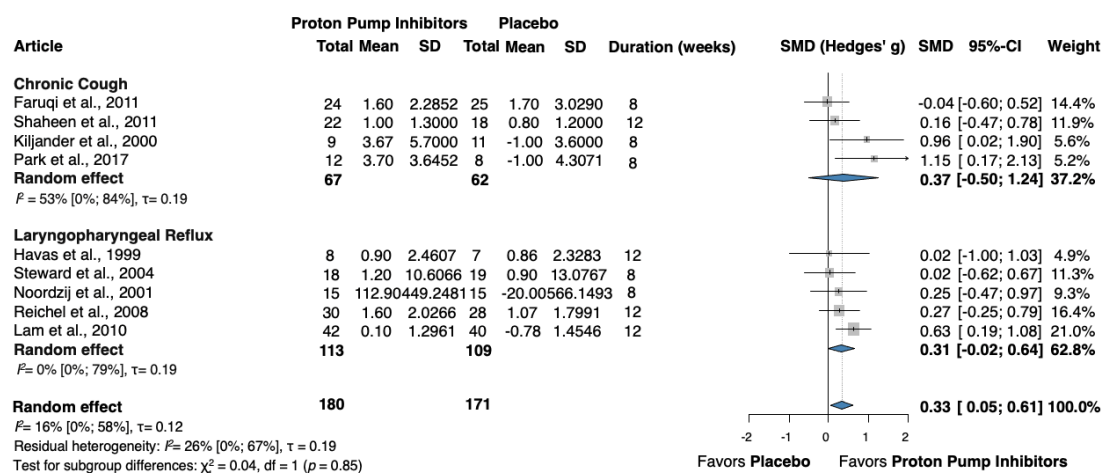 Proton Pump Inhibitors Placebo
Article Total Mean SD Total Mean SD Duration (weeks) SMD (Hedges' g) SMD 95%-CI Weight
Chronic Cough
Faruqi et al., 2011 24 1.60 2.2852 25 1.70 3.0290 8 -0.04 [-0.60; 0.52] 14.4%
Shaheen et al., 2011 22 1.00 1.3000 18 0.80 1.2000 12 0.16 [-0.47; 0.78] 11.9%
Kiljander et al., 2000 9 3.67 5.7000 11 -1.00 3.6000 8 0.96 [0.02; 1.90] 5.6%
Park et al., 2017 12 3.70 3.6452 8 -1.00 4.3071 8 1.15 [0.17; 2.13] 5.2%
Random effect 67 62 0.37 [-0.50; 1.24] 37.2%
I² = 53% [0%; 84%], τ= 0.19
Laryngopharyngeal Reflux
Havas et al., 1999 8 0.90 2.4607 7 0.86 2.3283 12 0.02 [-1.00; 1.03] 4.9%
Steward et al., 2004 18 1.20 10.6066 19 0.90 13.0767 8 0.02 [-0.62; 0.67] 11.3%
Noordzij et al., 2001 15 112.90 449.2481 15 -20.00 566.1493 8 0.25 [-0.47; 0.97] 9.3%
Reichel et al., 2008 30 1.60 2.0266 28 1.07 1.7991 12 0.27 [-0.25; 0.79] 16.4%
Lam et al., 2010 42 0.10 1.2961 40 -0.78 1.4546 12 0.63 [0.19; 1.08] 21.0%
Random effect 113 109 0.31 [-0.02; 0.64] 62.8%
I²= 0% [0%; 79%], τ= 0.19
Random effect 180 171 0.33 [ 0.05; 0.61] 100.0%
I²= 16% [0%; 58%], τ= 0.12
Residual heterogeneity: I²= 26% [0%; 67%], τ = 0.19
Test for subgroup differences: χ² = 0.04, df = 1 (p = 0.85)
-2 -1 0 1 2
Favors Placebo Favors Proton Pump Inhibitors